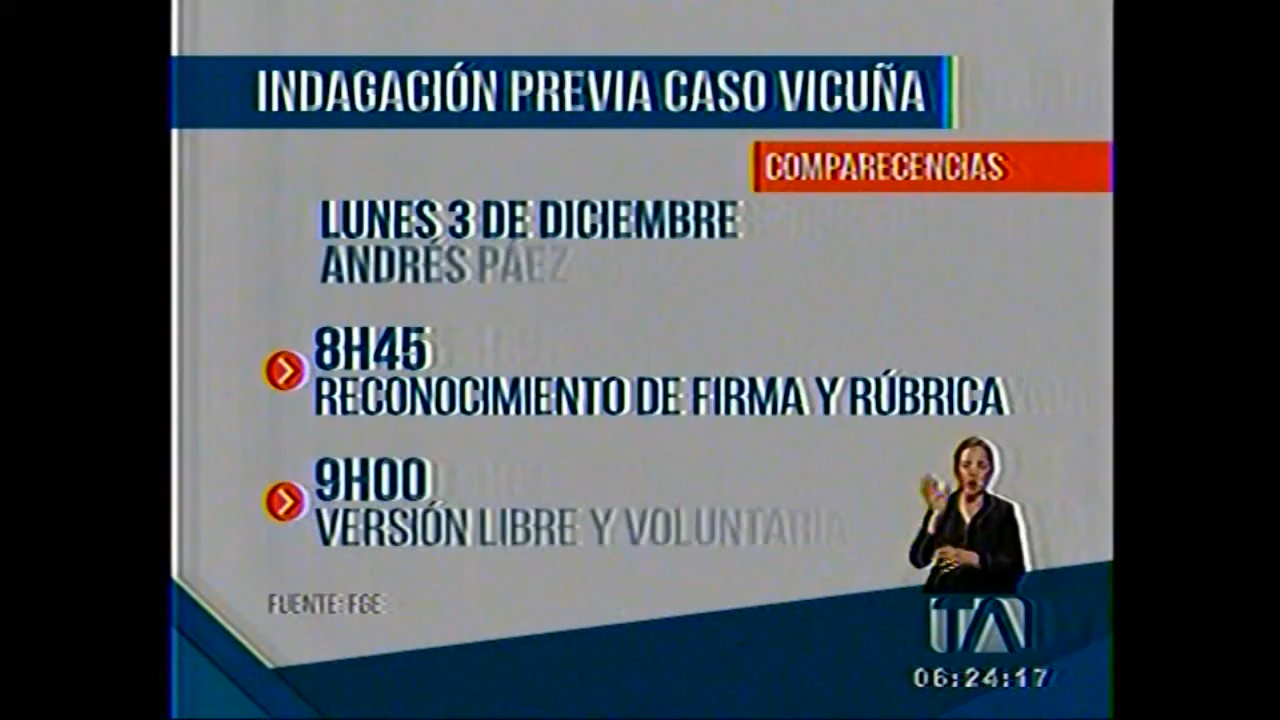 INDAGACIÓN PREVIA CASO VICUÑA
COMPARECENCIAS
LUNES 3 DE DICIEMBRE
ANDRÉS PÁEZ
8H45
RECONOCIMIENTO DE FIRMA Y RÚBRICA
9H00
VERSIÓN LIBRE Y VOLUNTARIA
FUENTE: FGE
TA
06:24:17